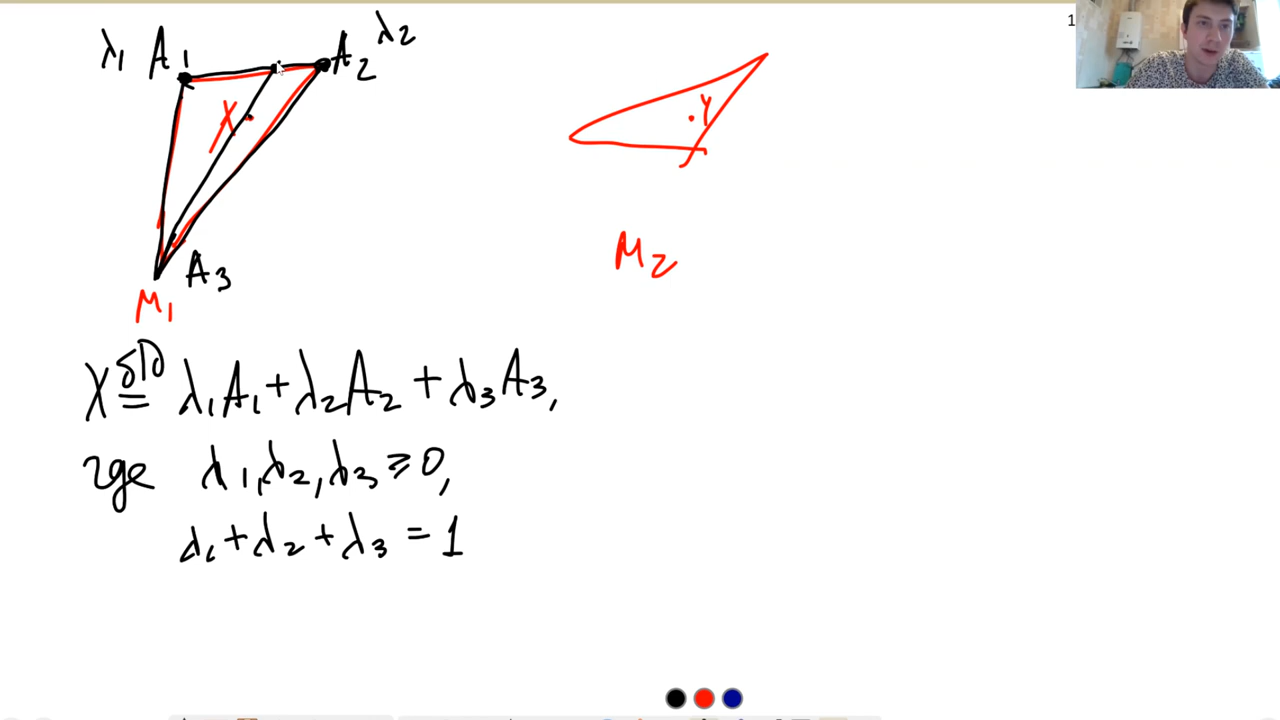 1
λ₁ A₁ A₂ λ₂
X Y
A₃
M₁ M₂
X = λ₁A₁ + λ₂A₂ + λ₃A₃,
где λ₁, λ₂, λ₃ ⩾ 0,
λ₁ + λ₂ + λ₃ = 1